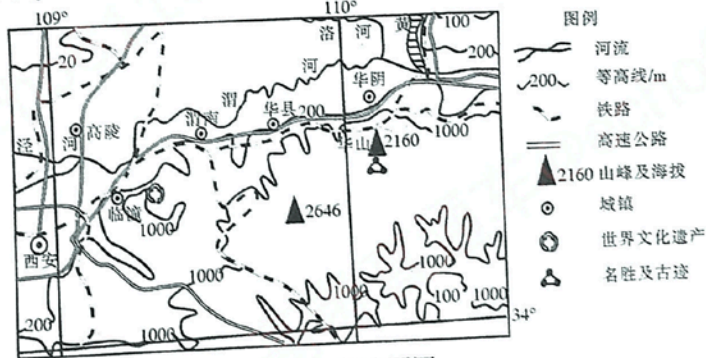 109°
110°
洛
河
黄
100
200
20
河
渭
华阴
泾
河
高陵
渭南
华县
200
1000
华山
2160
临潼
1000
2646
西安
1000
1000
1000
100
1000
200
1000
1000
34°
图例
河流
200
等高线/m
铁路
高速公路
2160
山峰及海拔
城镇
世界文化遗产
名胜及古迹